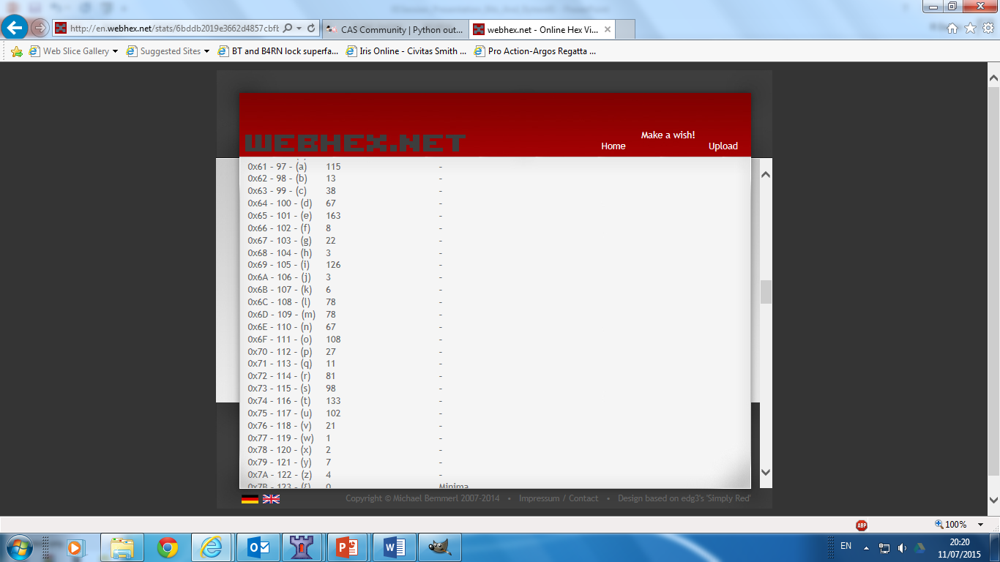 http://en.webhex.net/stats/6bddb2019e3662d4857cbfb
CAS Community | Python out...
webhex.net - Online Hex Vi...
Web Slice Gallery
Suggested Sites
BT and B4RN lock superfa...
Iris Online - Civitas Smith ...
Pro Action-Argos Regatta ...
WEBHEX.NET
Make a wish!
Home
Upload
0x61 - 97 - (a) 115 -
0x62 - 98 - (b) 13 -
0x63 - 99 - (c) 38 -
0x64 - 100 - (d) 67 -
0x65 - 101 - (e) 163 -
0x66 - 102 - (f) 8 -
0x67 - 103 - (g) 22 -
0x68 - 104 - (h) 3 -
0x69 - 105 - (i) 126 -
0x6A - 106 - (j) 3 -
0x6B - 107 - (k) 6 -
0x6C - 108 - (l) 78 -
0x6D - 109 - (m) 78 -
0x6E - 110 - (n) 67 -
0x6F - 111 - (o) 108 -
0x70 - 112 - (p) 27 -
0x71 - 113 - (q) 11 -
0x72 - 114 - (r) 81 -
0x73 - 115 - (s) 98 -
0x74 - 116 - (t) 133 -
0x75 - 117 - (u) 102 -
0x76 - 118 - (v) 21 -
0x77 - 119 - (w) 1 -
0x78 - 120 - (x) 2 -
0x79 - 121 - (y) 7 -
0x7A - 122 - (z) 4 -
0x7B - 123 - ({) 0 Minima
Copyright © Michael Bemmerl 2007-2014 • Impressum / Contact • Design based on edg3's 'Simply Red'
ABP
100%
EN
20:20
11/07/2015